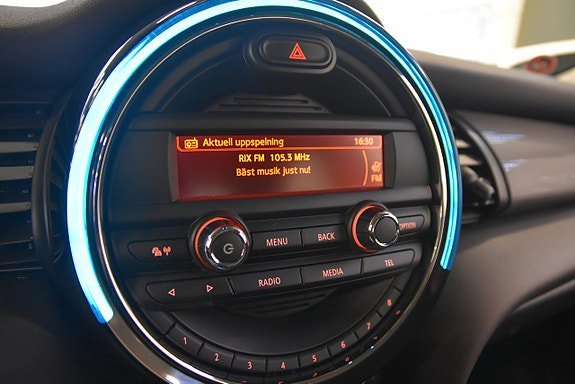 Aktuell uppspelning 16:30
RIX FM 105.3 MHz
Bäst musik just nu!
FM
MENU BACK OPTION
RADIO MEDIA TEL
1 2 3 4 5 6 7 8